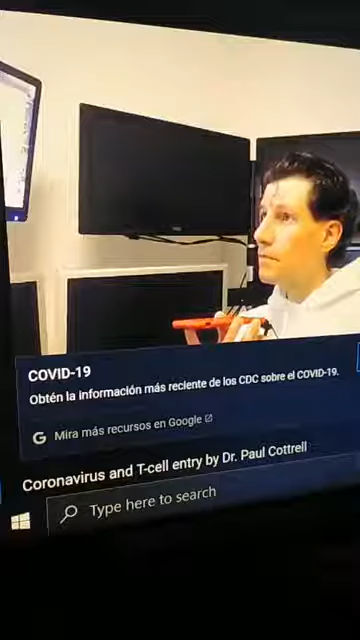 COVID-19
Obtén la información más reciente de los CDC sobre el COVID-19.
G Mira más recursos en Google
Coronavirus and T-cell entry by Dr. Paul Cottrell
Type here to search